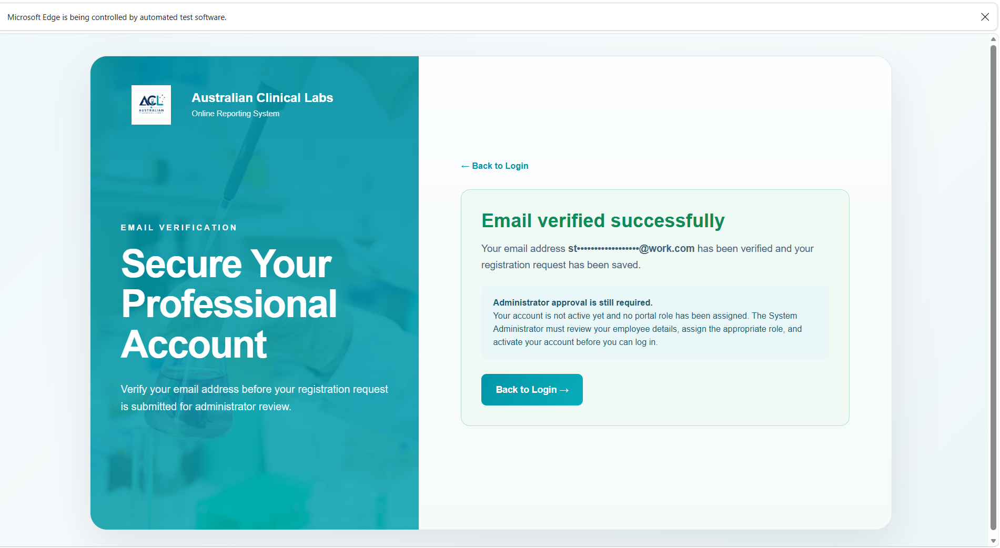 Microsoft Edge is being controlled by automated test software.
ACL
AUSTRALIAN
CLINICAL LABS
Australian Clinical Labs
Online Reporting System
EMAIL VERIFICATION
Secure Your
Professional
Account
Verify your email address before your registration request
is submitted for administrator review.
← Back to Login
Email verified successfully
Your email address st••••••••••••••••••@work.com has been verified and your
registration request has been saved.
Administrator approval is still required.
Your account is not active yet and no portal role has been assigned. The System
Administrator must review your employee details, assign the appropriate role, and
activate your account before you can log in.
Back to Login →